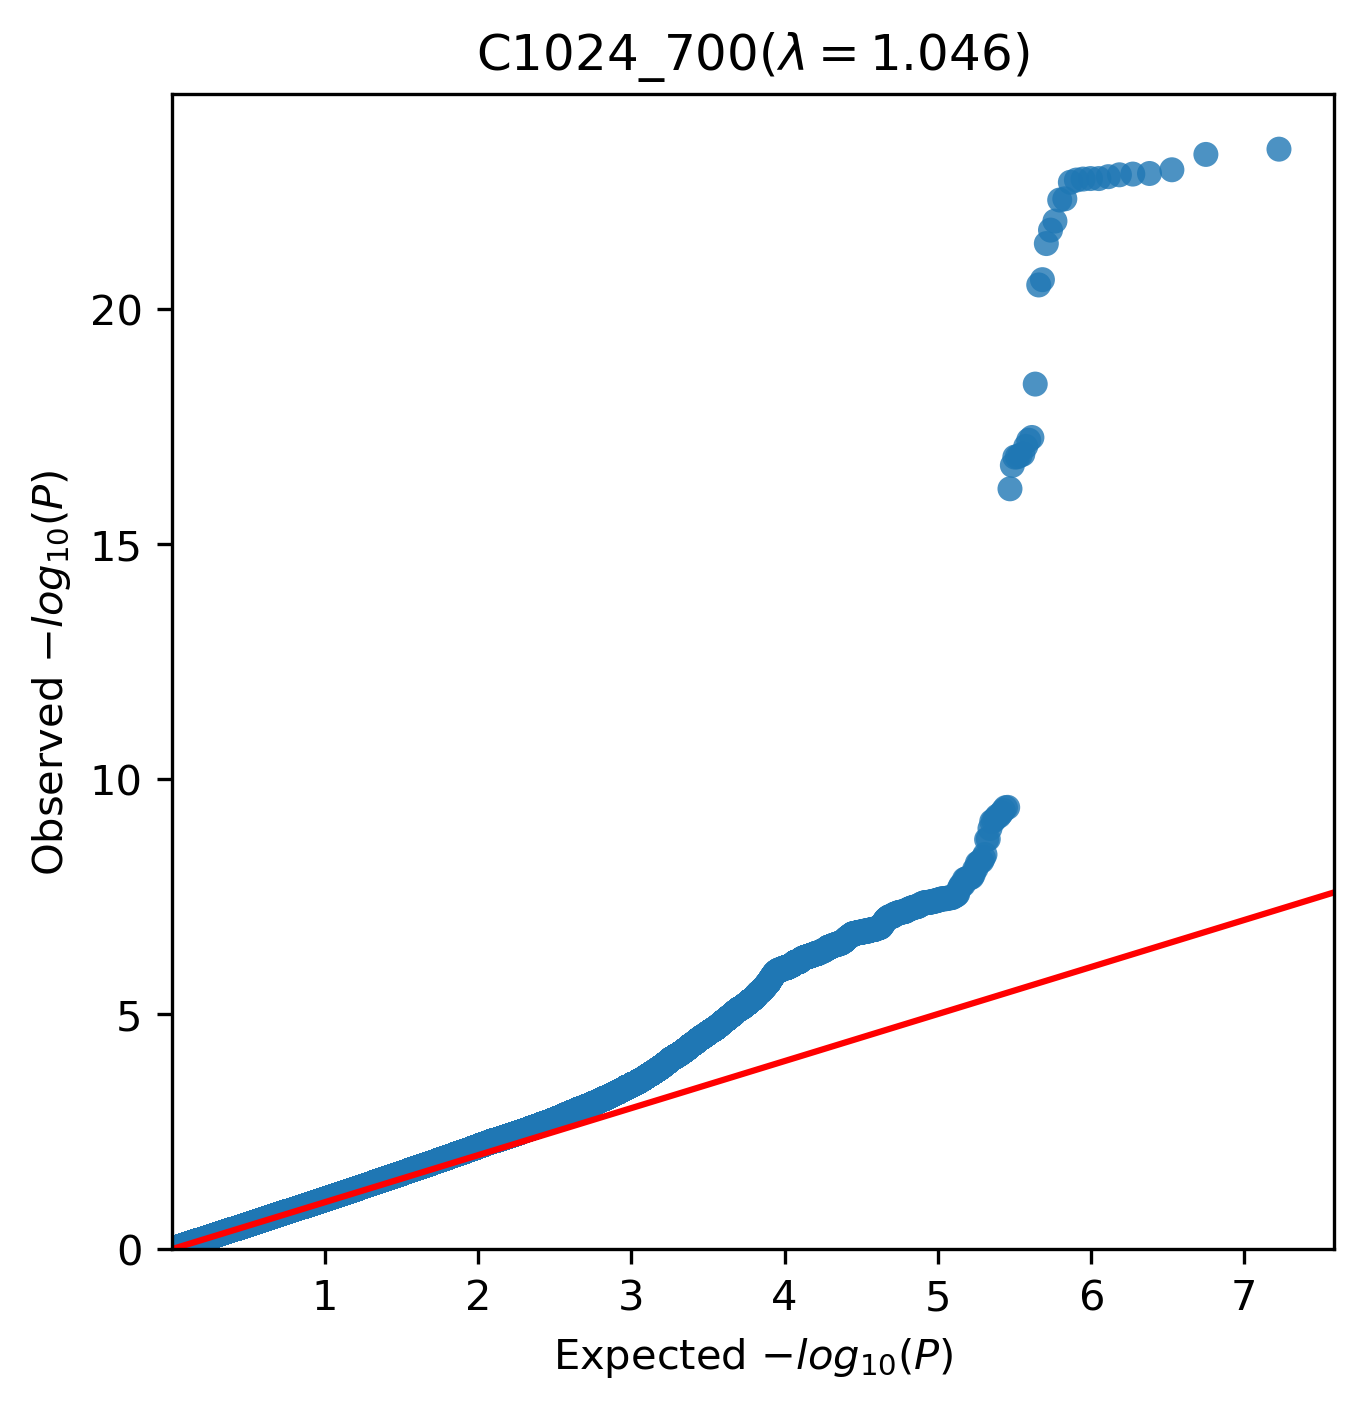 C1024_700(λ = 1.046)
Observed −log₁₀(P)
20
15
10
5
0
1 2 3 4 5 6 7
Expected −log₁₀(P)